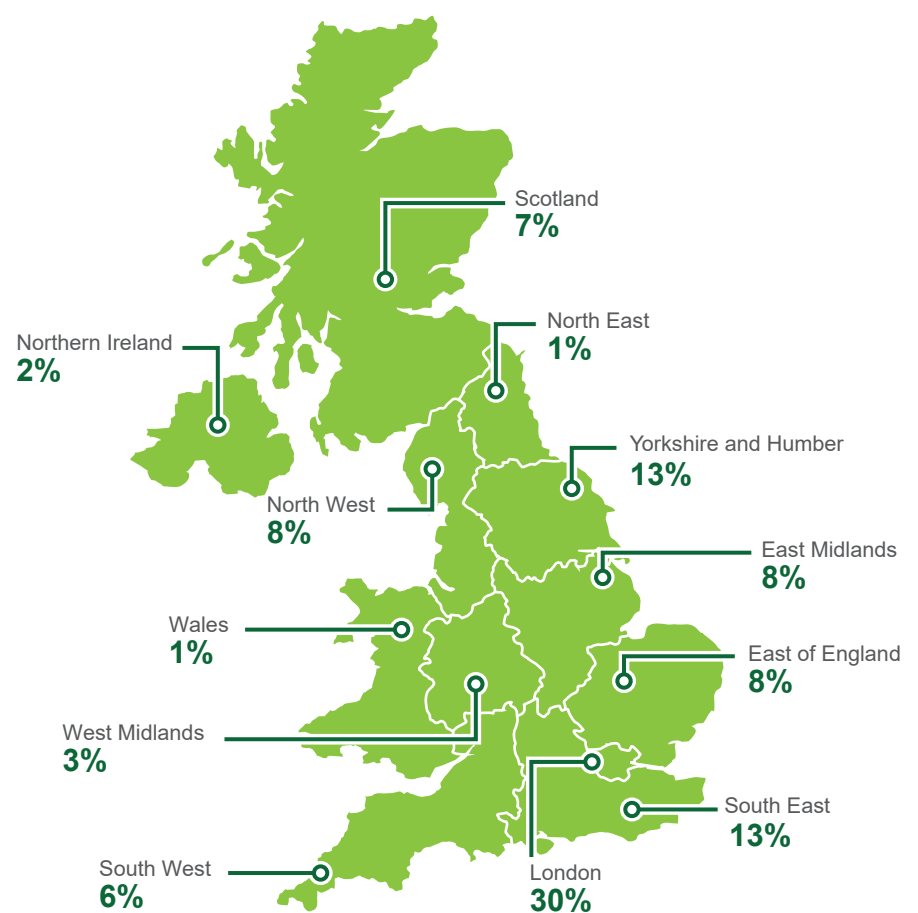 Scotland
7%
North East
1%
Northern Ireland
2%
Yorkshire and Humber
13%
North West
8%
East Midlands
8%
Wales
1%
East of England
8%
West Midlands
3%
South East
13%
South West
6%
London
30%